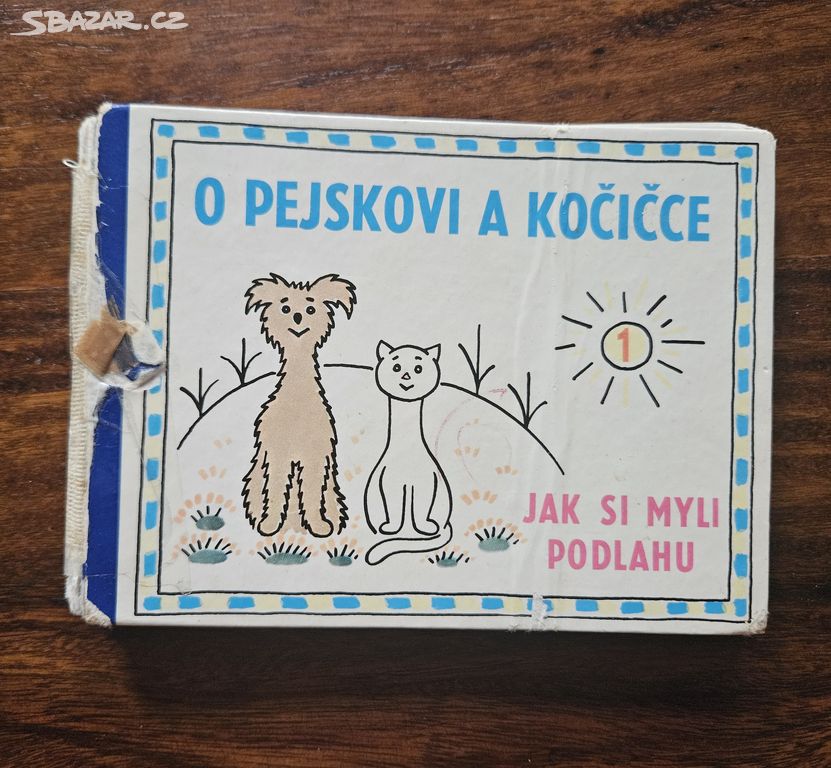 SBAZAR.CZ
O PEJSKOVI A KOČIČCE
1
JAK SI MYLI
PODLAHU